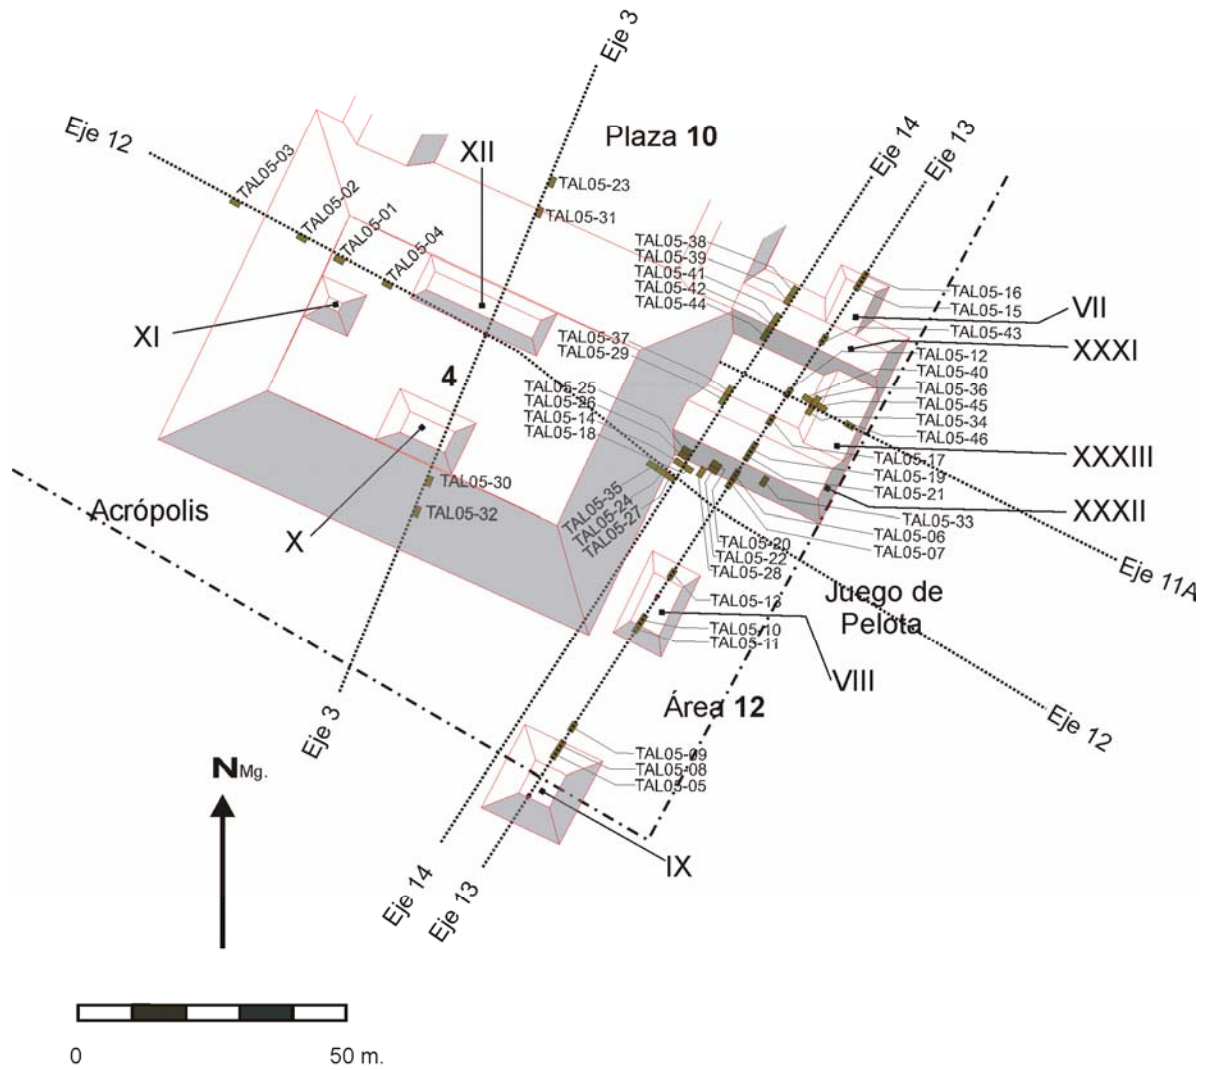 Eje 3
Plaza 10
Eje 12
XII
Eje 14
Eje 13
TAL05-03
TAL05-02
TAL05-01
TAL05-04
TAL05-23
TAL05-31
TAL05-38
TAL05-39
TAL05-41
TAL05-42
TAL05-44
TAL05-16
TAL05-15
TAL05-43
VII
XXXI
XI
TAL05-37
TAL05-29
TAL05-12
TAL05-40
TAL05-36
TAL05-45
TAL05-34
TAL05-46
4
TAL05-25
TAL05-26
TAL05-14
TAL05-18
XXXIII
TAL05-17
TAL05-19
TAL05-21
XXXII
TAL05-30
TAL05-32
Acrópolis
X
TAL05-35
TAL05-24
TAL05-27
TAL05-33
TAL05-06
TAL05-07
TAL05-20
TAL05-22
TAL05-28
Eje 11A
Juego de
Pelota
TAL05-13
TAL05-10
TAL05-11
VIII
Área 12
Eje 3
Eje 12
TAL05-09
TAL05-08
TAL05-05
NMg.
IX
Eje 14
Eje 13
0
50 m.